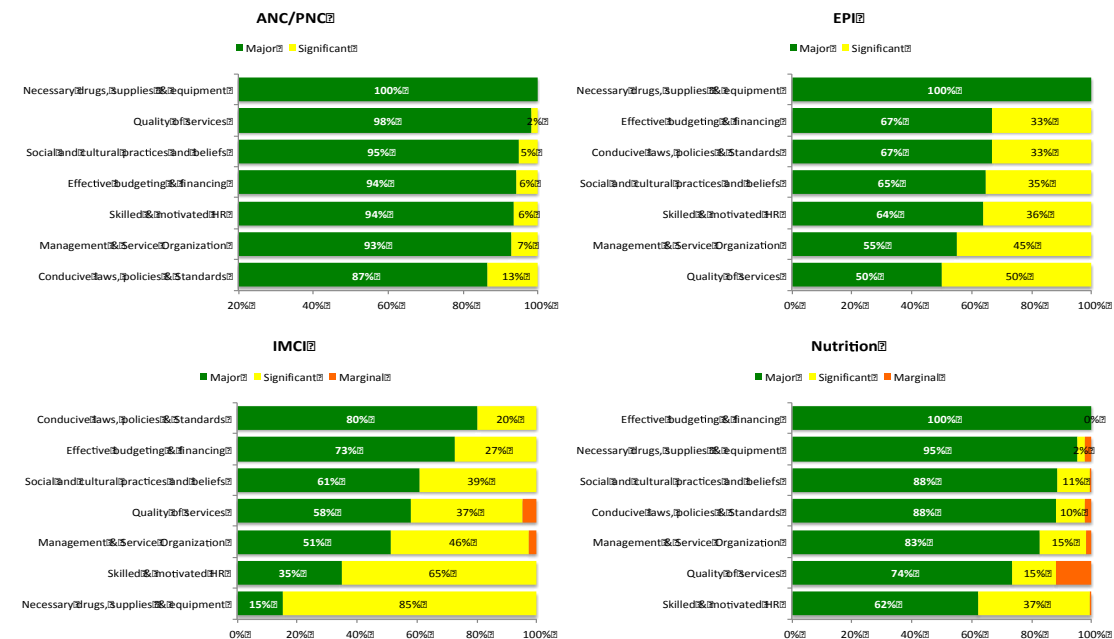 ANC/PNC
Major Significant
Necessary drugs, supplies & equipment 100%
Quality of services 98% 2%
Social and cultural practices and beliefs 95% 5%
Effective budgeting & financing 94% 6%
Skilled & motivated HR 94% 6%
Management & Service Organization 93% 7%
Conducive laws, policies & Standards 87% 13%
20% 40% 60% 80% 100%
EPI
Major Significant
Necessary drugs, supplies & equipment 100%
Effective budgeting & financing 67% 33%
Conducive laws, policies & Standards 67% 33%
Social and cultural practices and beliefs 65% 35%
Skilled & motivated HR 64% 36%
Management & Service Organization 55% 45%
Quality of services 50% 50%
0% 20% 40% 60% 80% 100%
IMCI
Major Significant Marginal
Conducive laws, policies & Standards 80% 20%
Effective budgeting & financing 73% 27%
Social and cultural practices and beliefs 61% 39%
Quality of services 58% 37%
Management & Service Organization 51% 46%
Skilled & motivated HR 35% 65%
Necessary drugs, supplies & equipment 15% 85%
0% 20% 40% 60% 80% 100%
Nutrition
Major Significant Marginal
Effective budgeting & financing 100% 0%
Necessary drugs, supplies & equipment 95% 2%
Social and cultural practices and beliefs 88% 11%
Conducive laws, policies & Standards 88% 10%
Management & Service Organization 83% 15%
Quality of services 74% 15%
Skilled & motivated HR 62% 37%
0% 20% 40% 60% 80% 100%